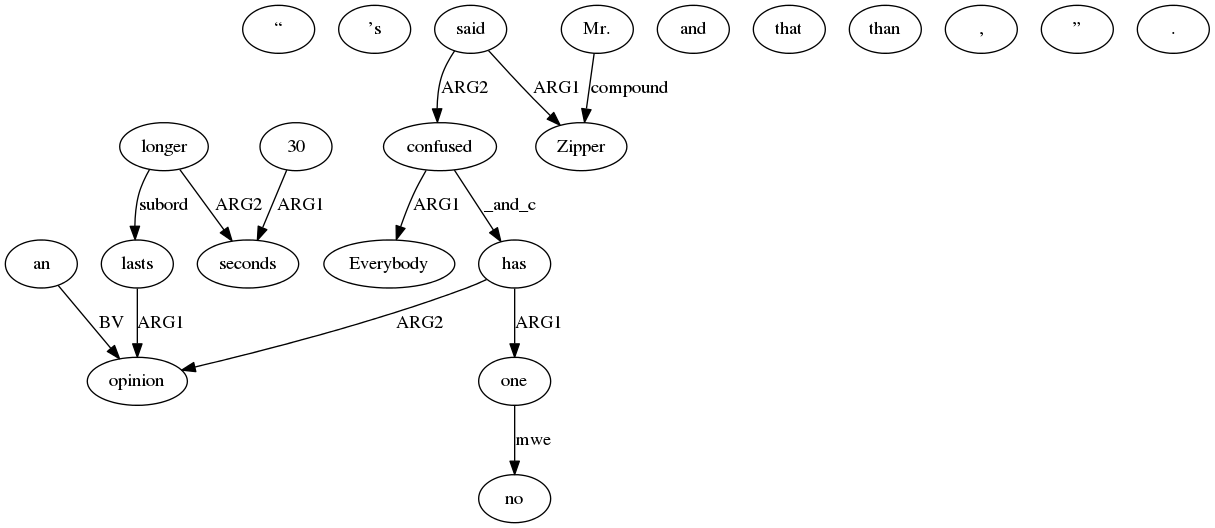 “ ’s said Mr. and that than , ” .
ARG2 ARG1 compound
longer 30 confused Zipper
subord ARG2 ARG1 ARG1 _and_c
an lasts seconds Everybody has
BV ARG1 ARG2 ARG1
opinion one
mwe
no